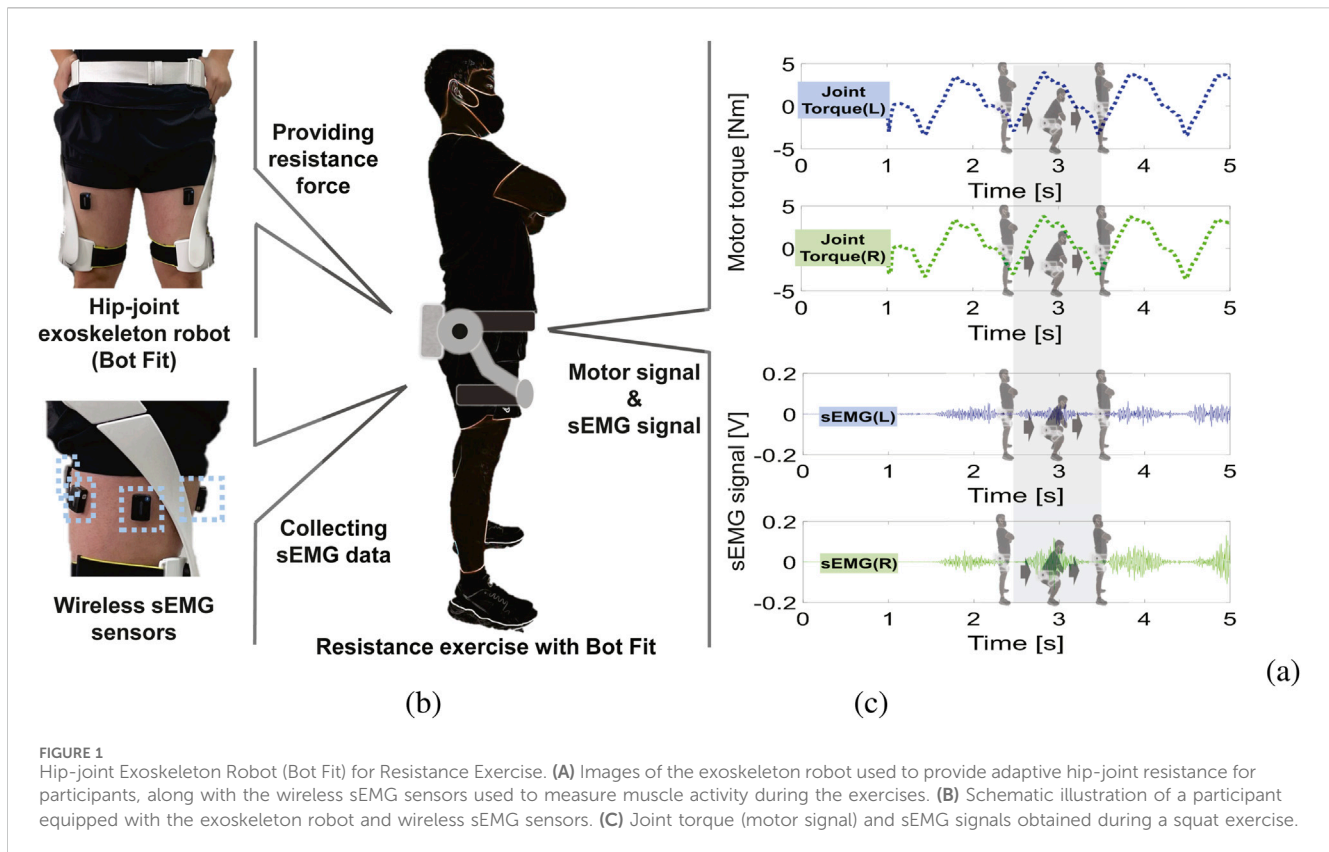 Hip-joint
exoskeleton robot
(Bot Fit)
Wireless sEMG
sensors
Providing
resistance
force
Collecting
sEMG data
Motor signal
&
sEMG signal
Resistance exercise with Bot Fit
Motor torque [Nm]
5
0
-5
Joint
Torque(L)
0 1 2 3 4 5
Time [s]
5
0
-5
Joint
Torque(R)
0 1 2 3 4 5
Time [s]
sEMG signal [V]
0.2
0
-0.2
sEMG(L)
0 1 2 3 4 5
Time [s]
0.2
0
-0.2
sEMG(R)
0 1 2 3 4 5
Time [s]
(a)
(b)
(c)
FIGURE 1
Hip-joint Exoskeleton Robot (Bot Fit) for Resistance Exercise. (A) Images of the exoskeleton robot used to provide adaptive hip-joint resistance for
participants, along with the wireless sEMG sensors used to measure muscle activity during the exercises. (B) Schematic illustration of a participant
equipped with the exoskeleton robot and wireless sEMG sensors. (C) Joint torque (motor signal) and sEMG signals obtained during a squat exercise.